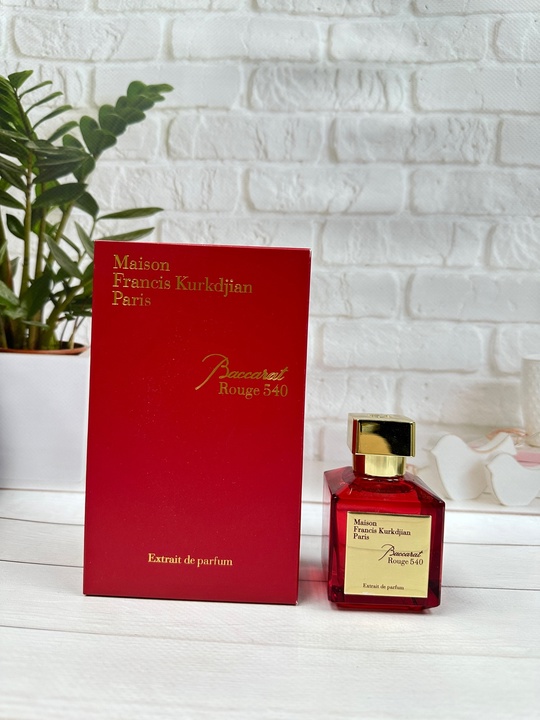 Maison
Francis Kurkdjian
Paris
Baccarat
Rouge 540
Extrait de parfum
Maison
Francis Kurkdjian
Paris
Baccarat
Rouge 540
Extrait de parfum